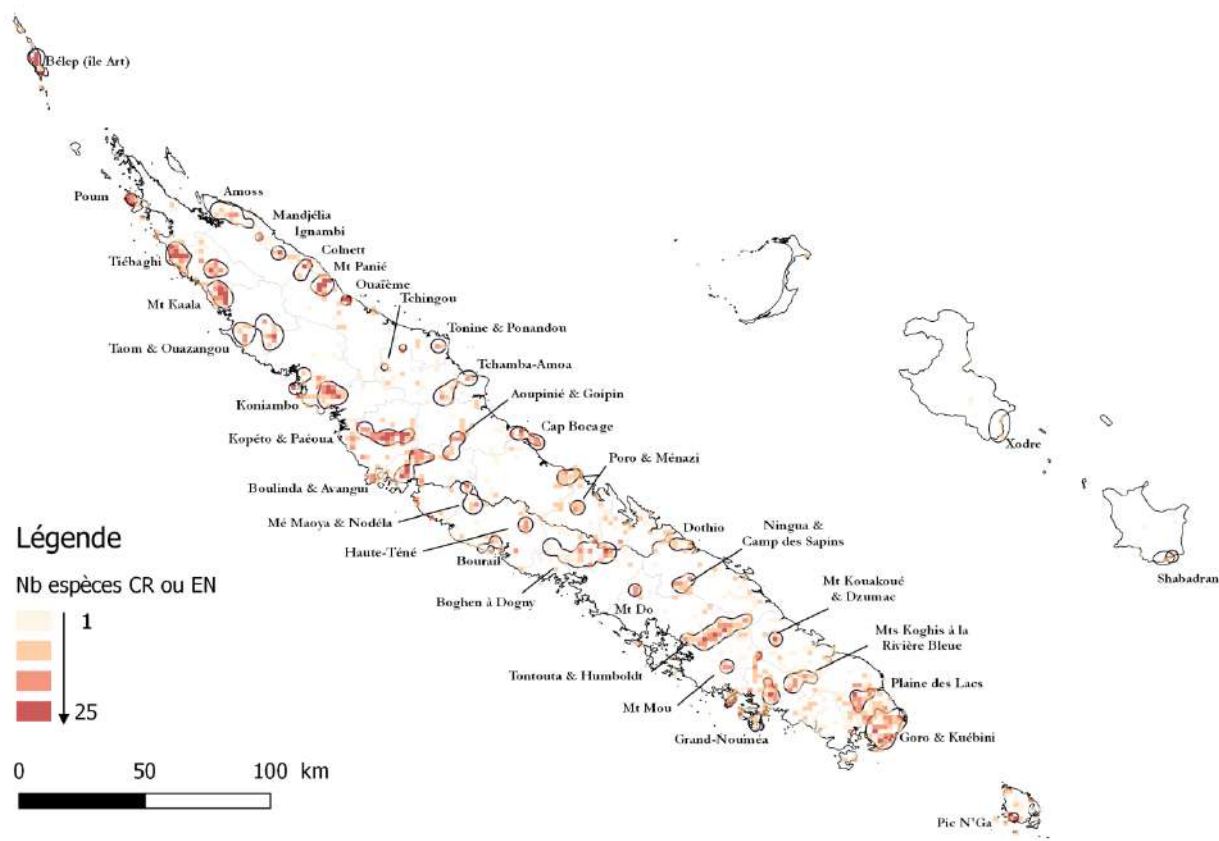 Bélep (île Art)
Poum
Amoss
Mandjélia
Ignambi
Colnett
Mt Panié
Ouaïème
Tchingou
Tiébaghi
Mt Kaala
Tonine & Ponandou
Taom & Ouazangou
Tchamba-Amoa
Aoupinié & Goipin
Koniambo
Cap Bocage
Kopéto & Paéoua
Xodre
Poro & Ménazi
Boulinda & Avangui
Mé Maoya & Nodéla
Dothio
Ningua &
Camp des Sapins
Haute-Téné
Bourail
Shabadran
Boghen à Dogny
Mt Do
Mt Kouakoué
& Dzumac
Mts Koghis à la
Rivière Bleue
Tontouta & Humboldt
Plaine des Lacs
Mt Mou
Grand-Nouméa
Goro & Kuébini
Pic N'Ga
Légende
Nb espèces CR ou EN
1
25
0 50 100 km